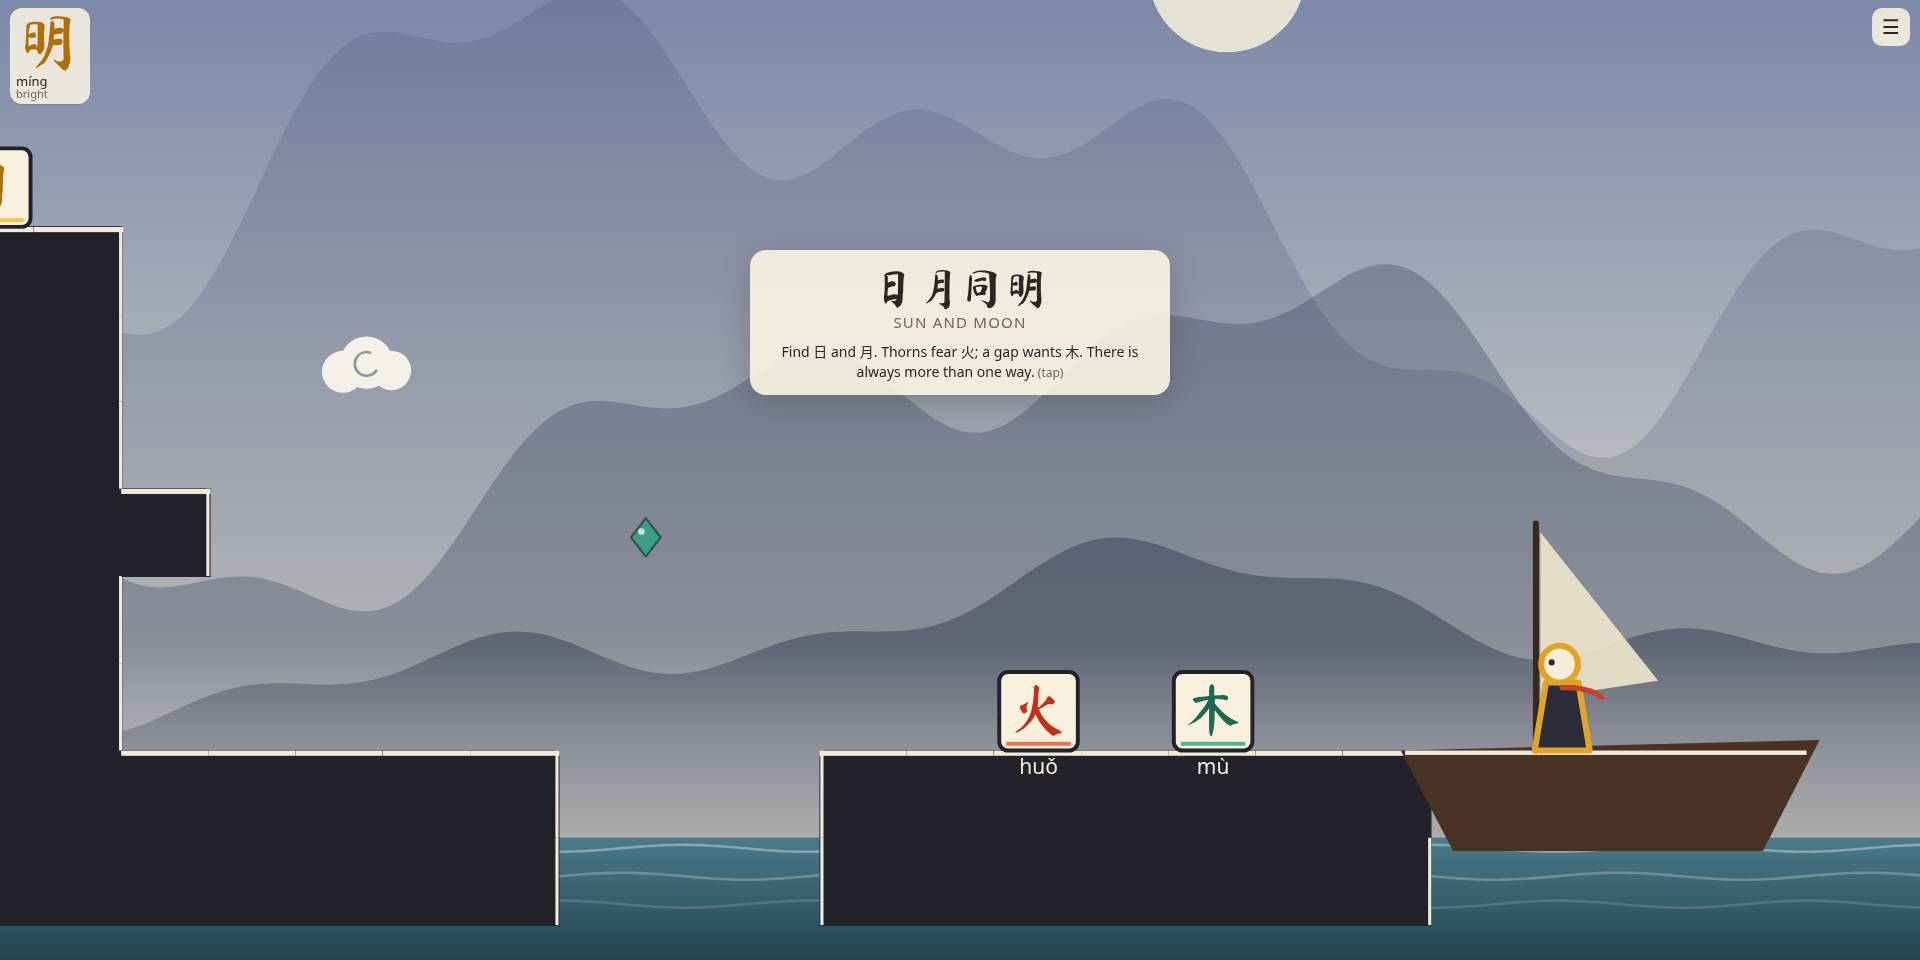 明
míng
bright
☰
日月同明
SUN AND MOON
Find 日 and 月. Thorns fear 火; a gap wants 木. There is
always more than one way. (tap)
火
木
huǒ
mù